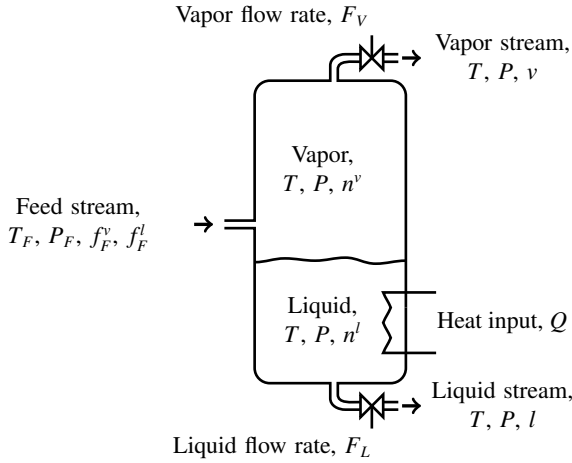 Vapor flow rate, F_V
Vapor stream,
T, P, v
Vapor,
T, P, n^v
Feed stream,
T_F, P_F, f_F^v, f_F^l
Liquid,
T, P, n^l
Heat input, Q
Liquid stream,
T, P, l
Liquid flow rate, F_L